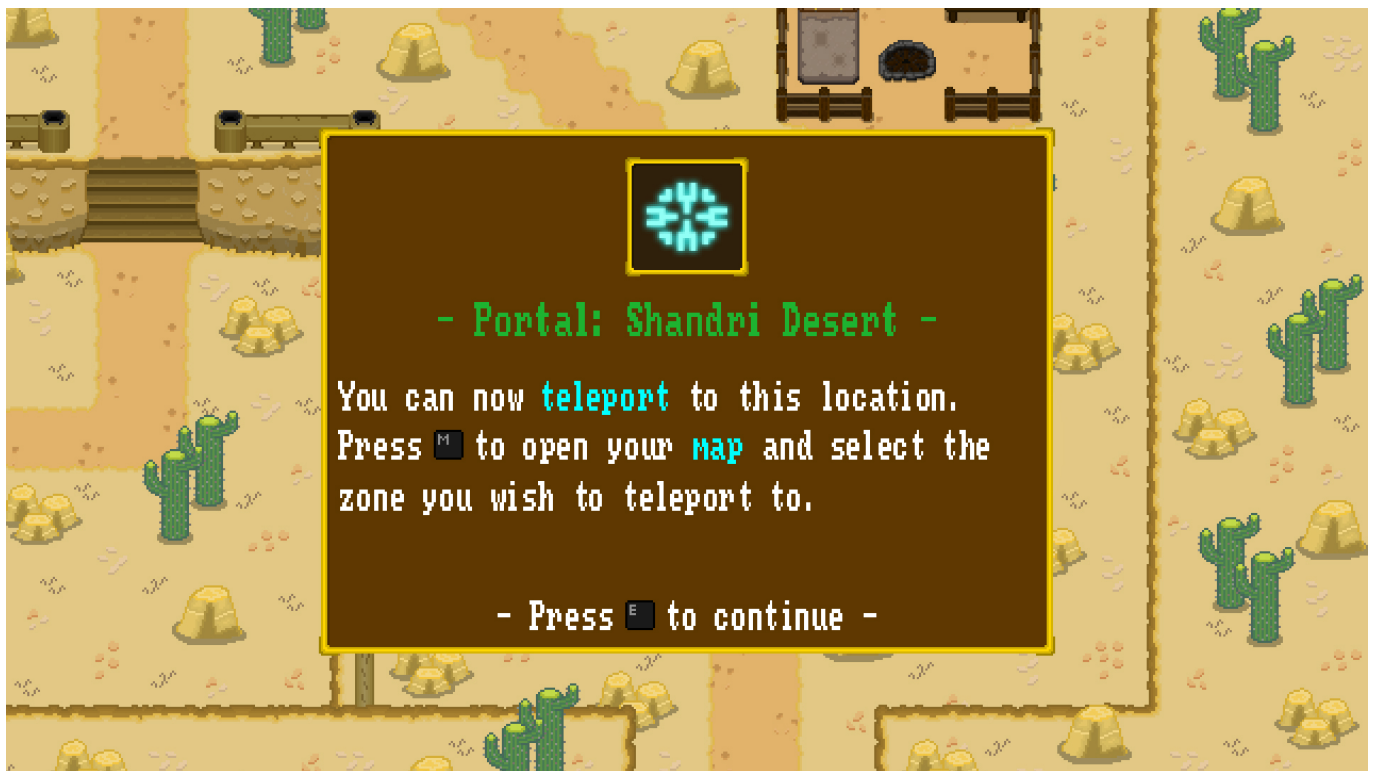 - Portal: Shandri Desert -
You can now teleport to this location.
Press M to open your map and select the
zone you wish to teleport to.
- Press E to continue -